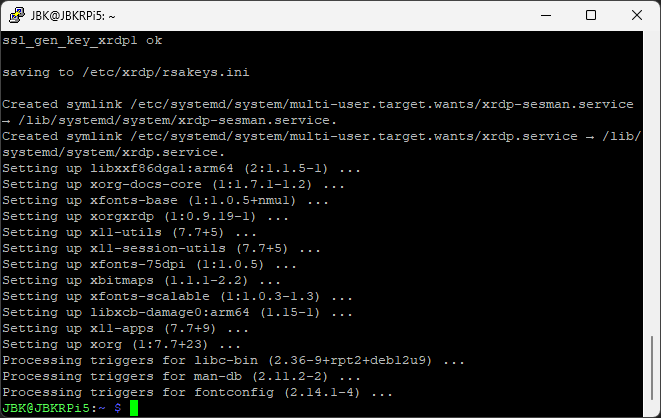 JBK@JBKRPi5: ~
ssl_gen_key_xrdp1 ok
saving to /etc/xrdp/rsakeys.ini
Created symlink /etc/systemd/system/multi-user.target.wants/xrdp-sesman.service
→ /lib/systemd/system/xrdp-sesman.service.
Created symlink /etc/systemd/system/multi-user.target.wants/xrdp.service → /lib/
systemd/system/xrdp.service.
Setting up libxxf86dga1:arm64 (2:1.1.5-1) ...
Setting up xorg-docs-core (1:1.7.1-1.2) ...
Setting up xfonts-base (1:1.0.5+nmu1) ...
Setting up xorgxrdp (1:0.9.19-1) ...
Setting up x11-utils (7.7+5) ...
Setting up x11-session-utils (7.7+5) ...
Setting up xfonts-75dpi (1:1.0.5) ...
Setting up xbitmaps (1.1.1-2.2) ...
Setting up xfonts-scalable (1:1.0.3-1.3) ...
Setting up libxcb-damage0:arm64 (1.15-1) ...
Setting up x11-apps (7.7+9) ...
Setting up xorg (1:7.7+23) ...
Processing triggers for libc-bin (2.36-9+rpt2+deb12u9) ...
Processing triggers for man-db (2.11.2-2) ...
Processing triggers for fontconfig (2.14.1-4) ...
JBK@JBKRPi5:~ $